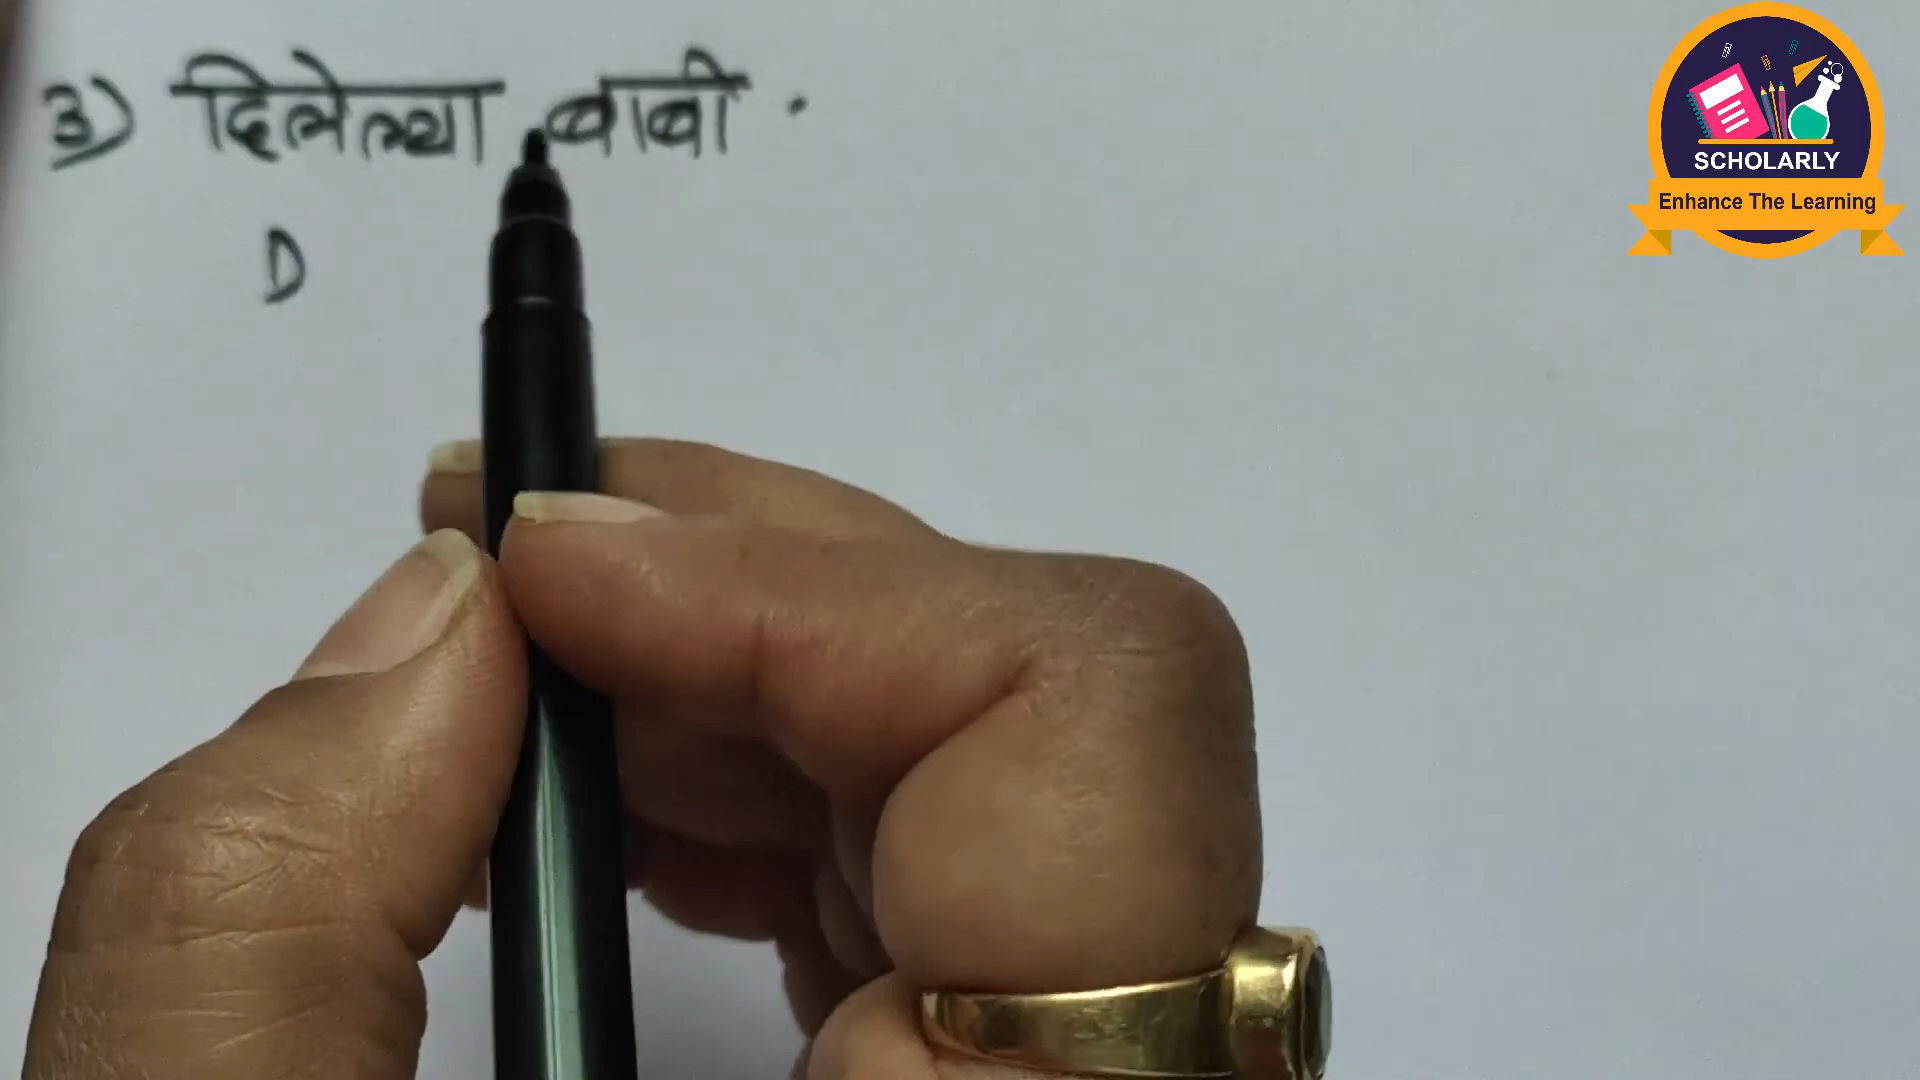 3) दिलेल्या बाबी .
D
SCHOLARLY
Enhance The Learning